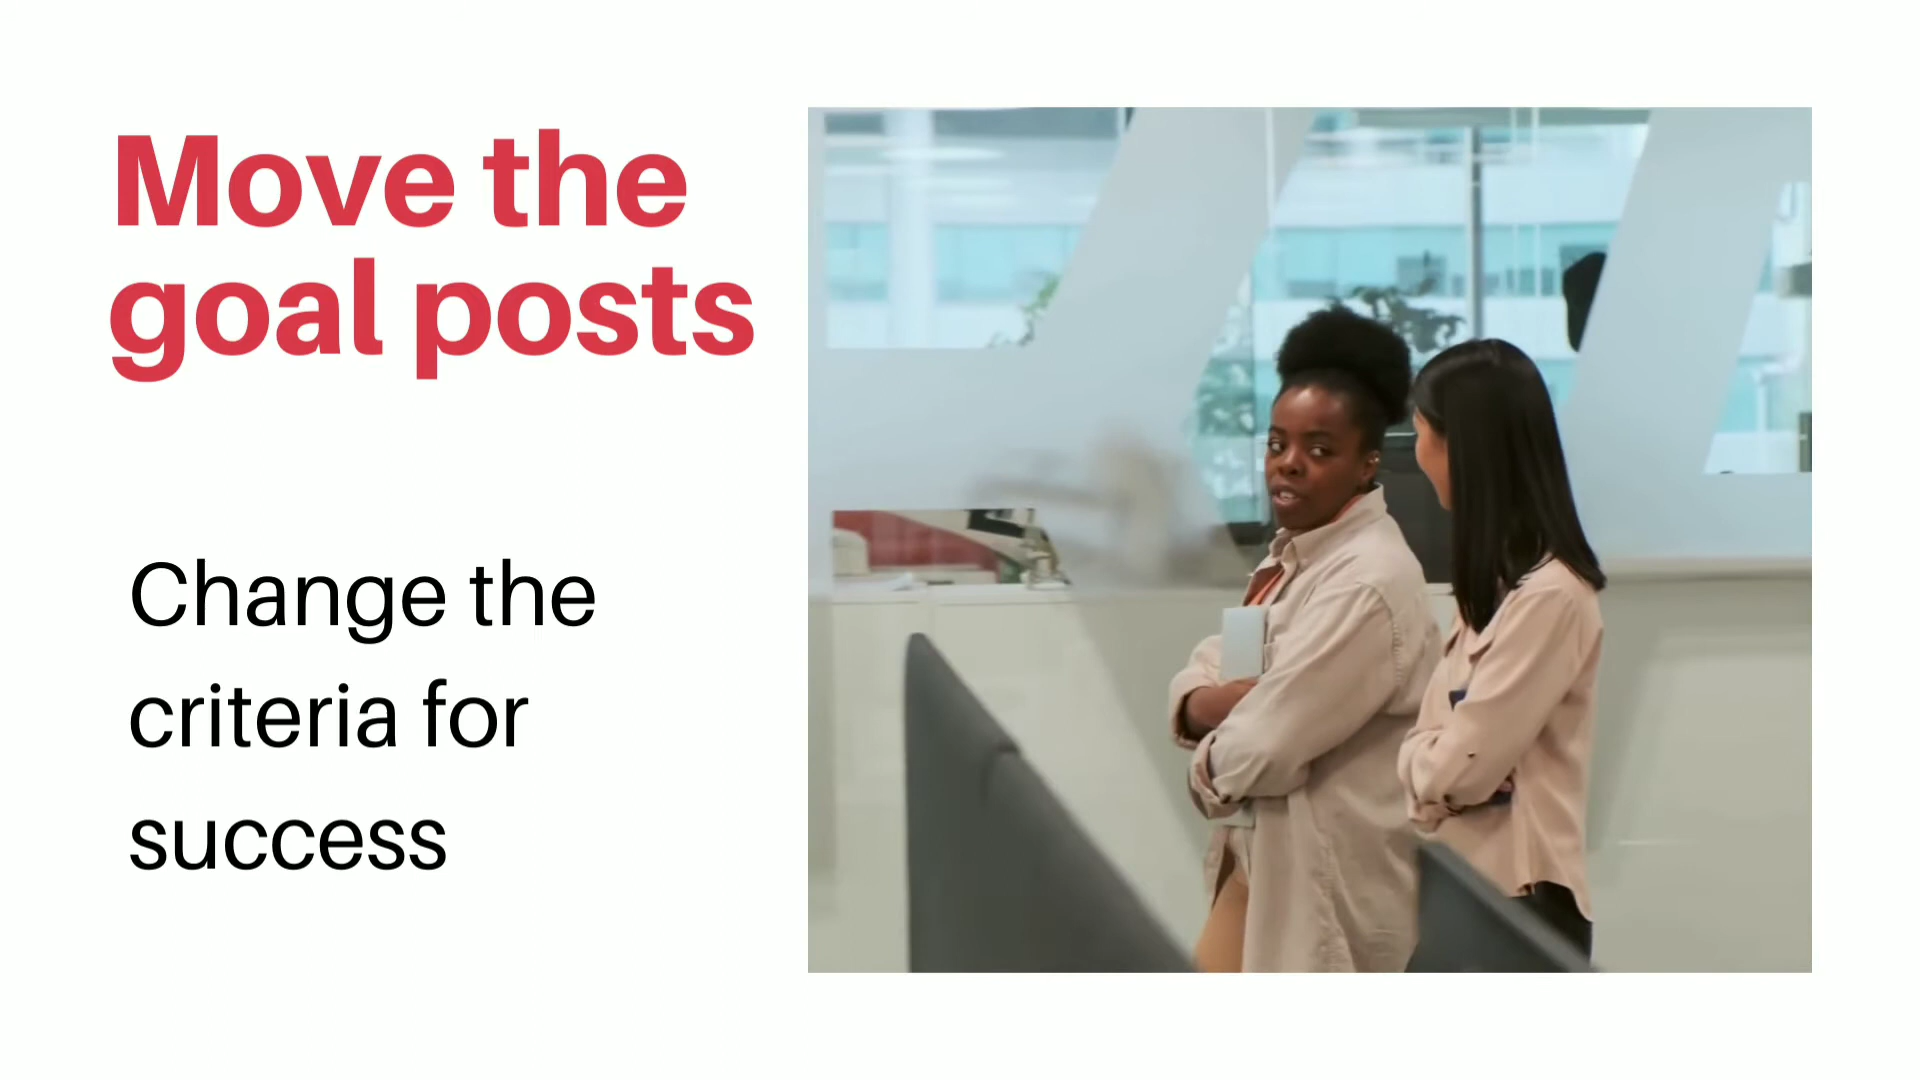 Move the
goal posts
Change the
criteria for
success